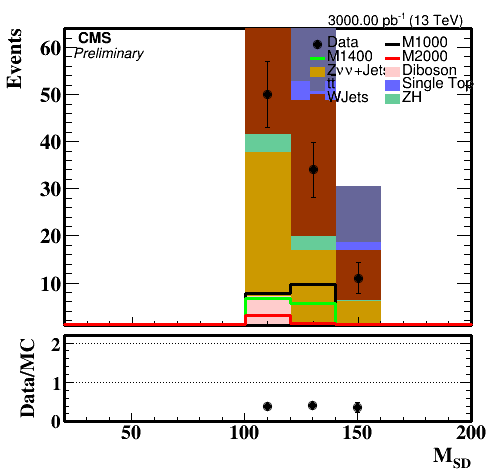 3000.00 pb⁻¹ (13 TeV)
CMS
Preliminary
Data
M1000
M1400
M2000
Zνν+Jets
Diboson
tt
Single Top
WJets
ZH
Events
60
50
40
30
20
10
Data/MC
2
1
0
50
100
150
200
M_SD